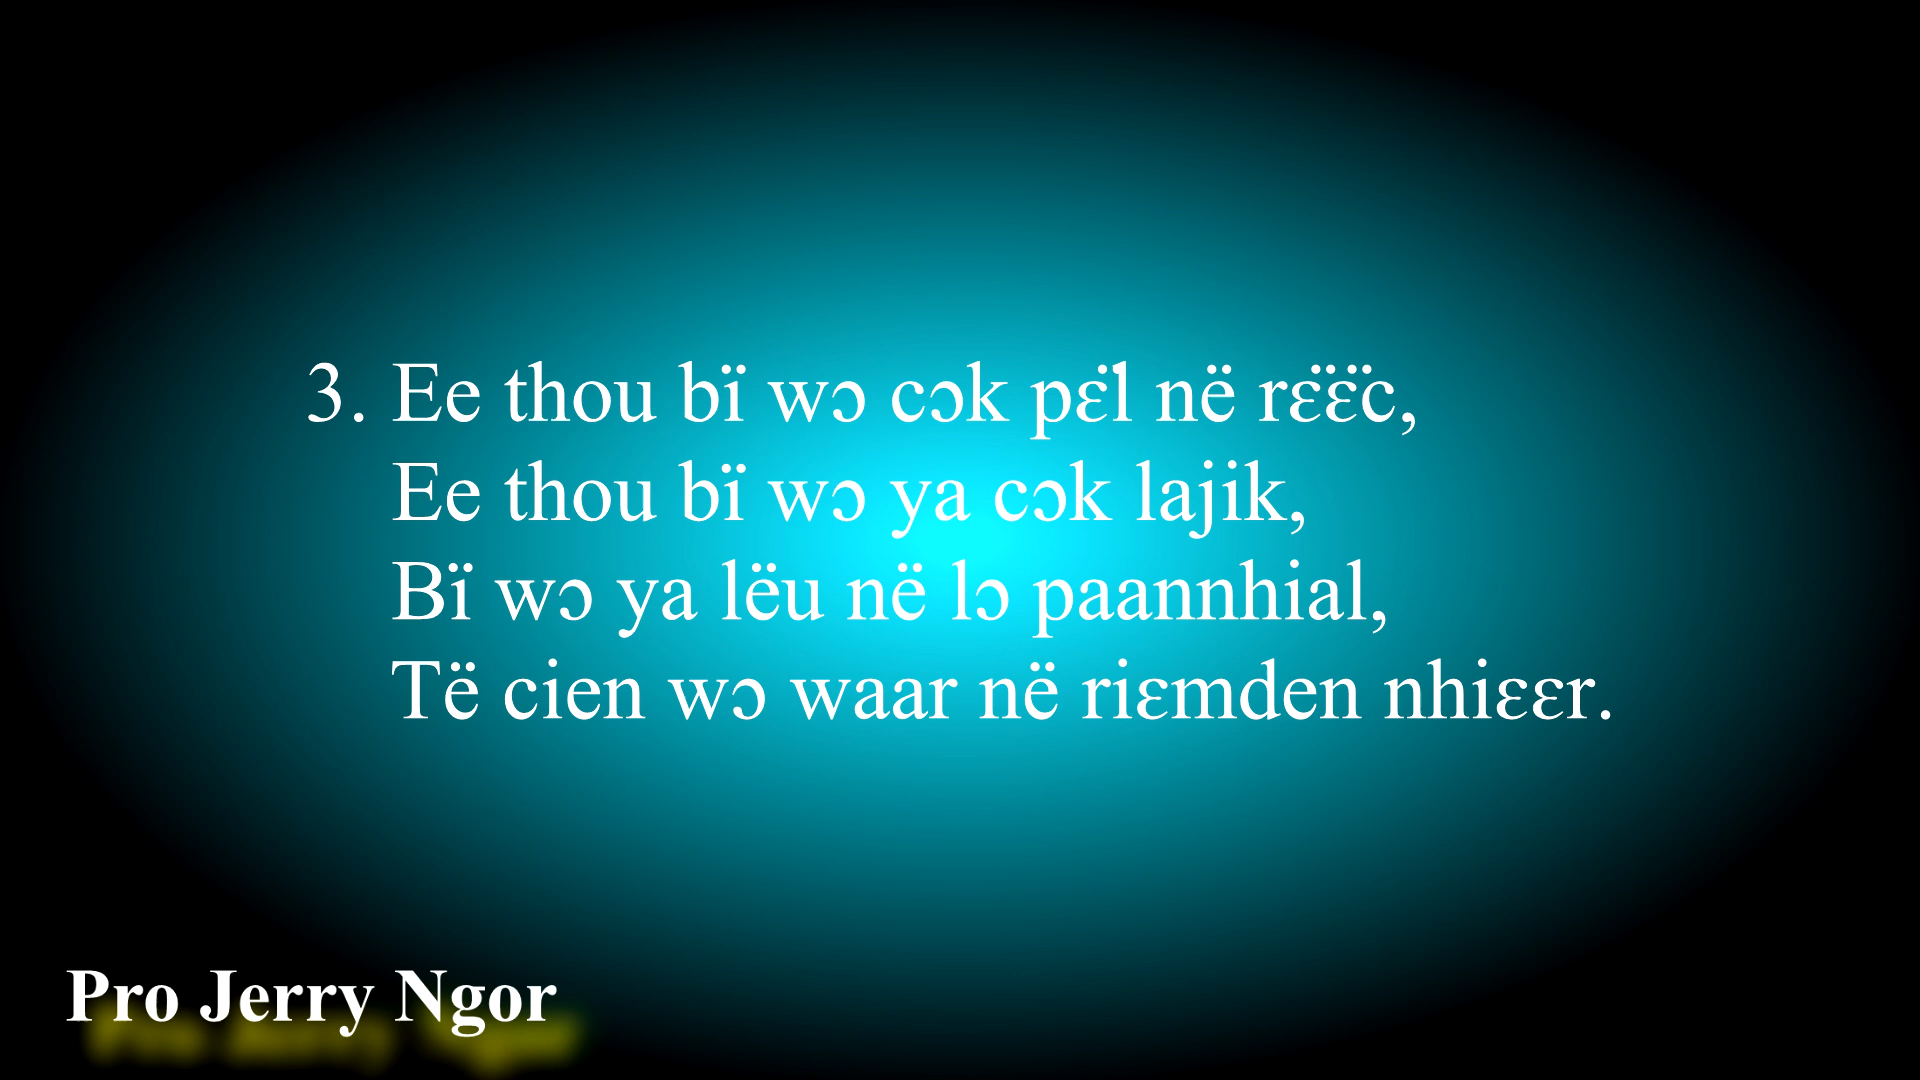 3. Ee thou bï wɔ cɔk pɛ̈l në rɛ̈ɛ̈c,
Ee thou bï wɔ ya cɔk lajik,
Bï wɔ ya lëu në lɔ paannhial,
Të cien wɔ waar në riɛmden nhiɛɛr.
Pro Jerry Ngor